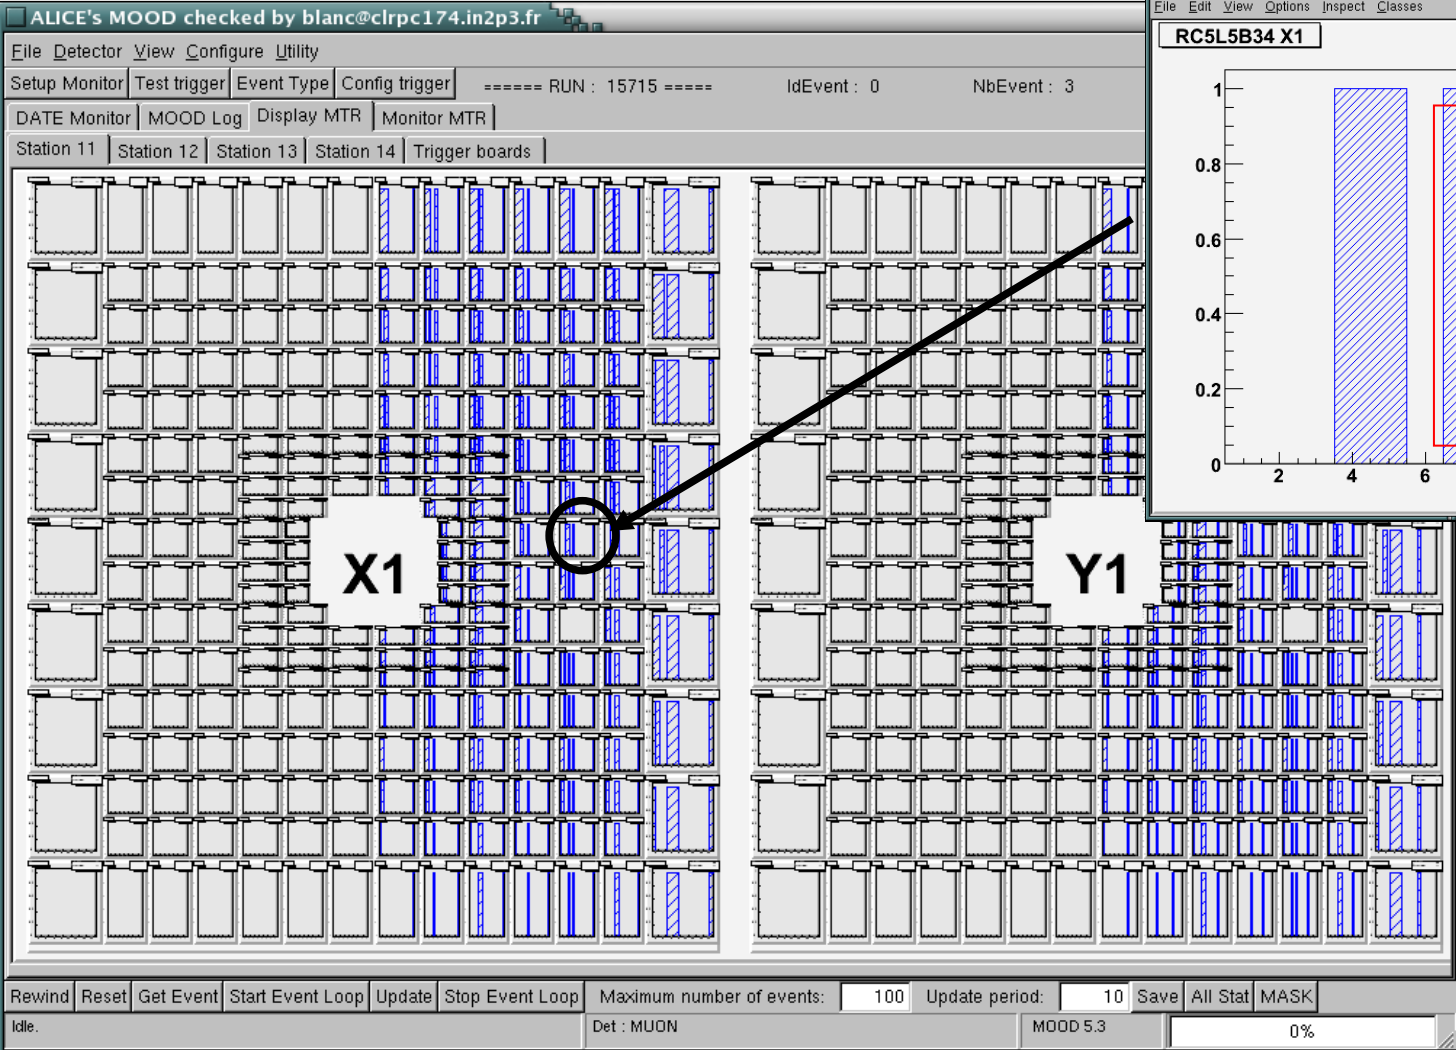 ALICE's MOOD checked by blanc@clrpc174.in2p3.fr
File Detector View Configure Utility
Setup Monitor Test trigger Event Type Config trigger ====== RUN : 15715 ===== IdEvent : 0 NbEvent : 3
DATE Monitor MOOD Log Display MTR Monitor MTR
Station 11 Station 12 Station 13 Station 14 Trigger boards
File Edit View Options Inspect Classes
RC5L5B34 X1
1
0.8
0.6
0.4
0.2
0
2 4 6
X1
Y1
Rewind Reset Get Event Start Event Loop Update Stop Event Loop Maximum number of events: 100 Update period: 10 Save All Stat MASK
Idle. Det : MUON MOOD 5.3 0%